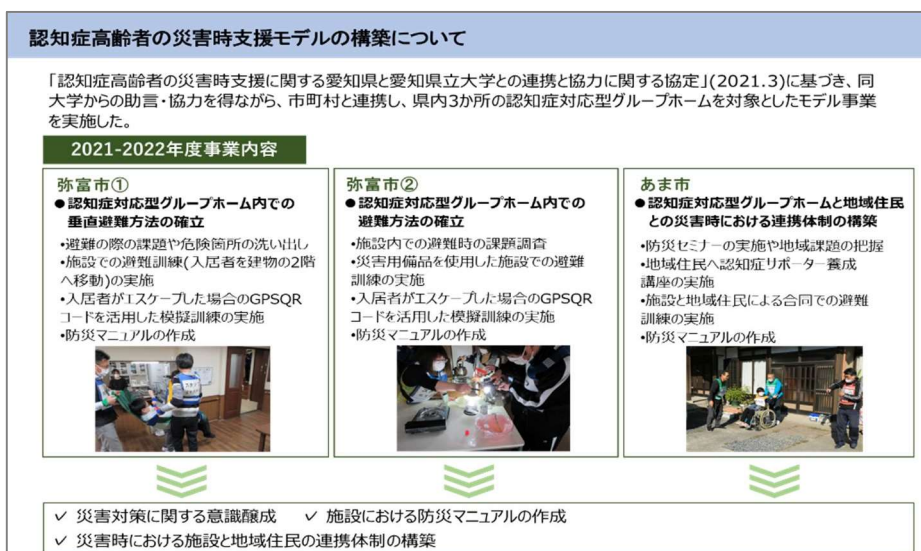 認知症高齢者の災害時支援モデルの構築について
「認知症高齢者の災害時支援に関する愛知県と愛知県立大学との連携と協力に関する協定」(2021.3)に基づき、同
大学からの助言・協力を得ながら、市町村と連携し、県内3か所の認知症対応型グループホームを対象としたモデル事業
を実施した。
2021-2022年度事業内容
弥富市①
●認知症対応型グループホーム内での
垂直避難方法の確立
•避難の際の課題や危険箇所の洗い出し
•施設での避難訓練(入居者を建物の2階
へ移動)の実施
•入居者がエスケープした場合のGPSQR
コードを活用した模擬訓練の実施
•防災マニュアルの作成
弥富市②
●認知症対応型グループホーム内での
避難方法の確立
•施設内での避難時の課題調査
•災害用備品を使用した施設での避難
訓練の実施
•入居者がエスケープした場合のGPSQR
コードを活用した模擬訓練の実施
•防災マニュアルの作成
あま市
●認知症対応型グループホームと地域住民
との災害時における連携体制の構築
•防災セミナーの実施や地域課題の把握
•地域住民へ認知症リポーター養成
講座の実施
•施設と地域住民による合同での避難
訓練の実施
•防災マニュアルの作成
✓ 災害対策に関する意識醸成 ✓ 施設における防災マニュアルの作成
✓ 災害時における施設と地域住民の連携体制の構築